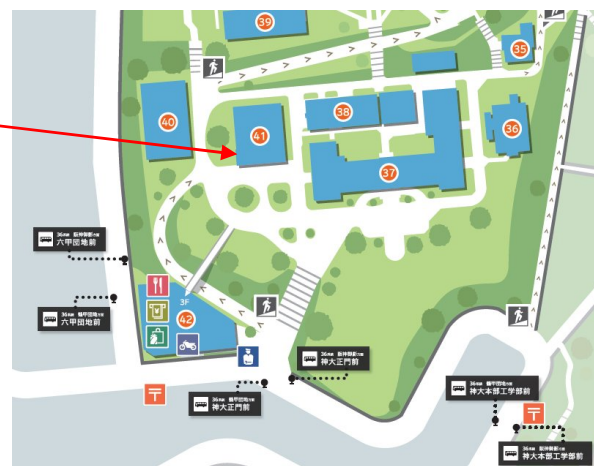 39
35
40
41
38
36
37
36系統 阪神御影方面
六甲団地前
36系統 鶴甲団地方面
六甲団地前
3F
42
36系統 阪神御影方面
神大正門前
36系統 鶴甲団地方面
神大正門前
〒
36系統 鶴甲団地方面
神大本部工学部前
〒
36系統 阪神御影方面
神大本部工学部前